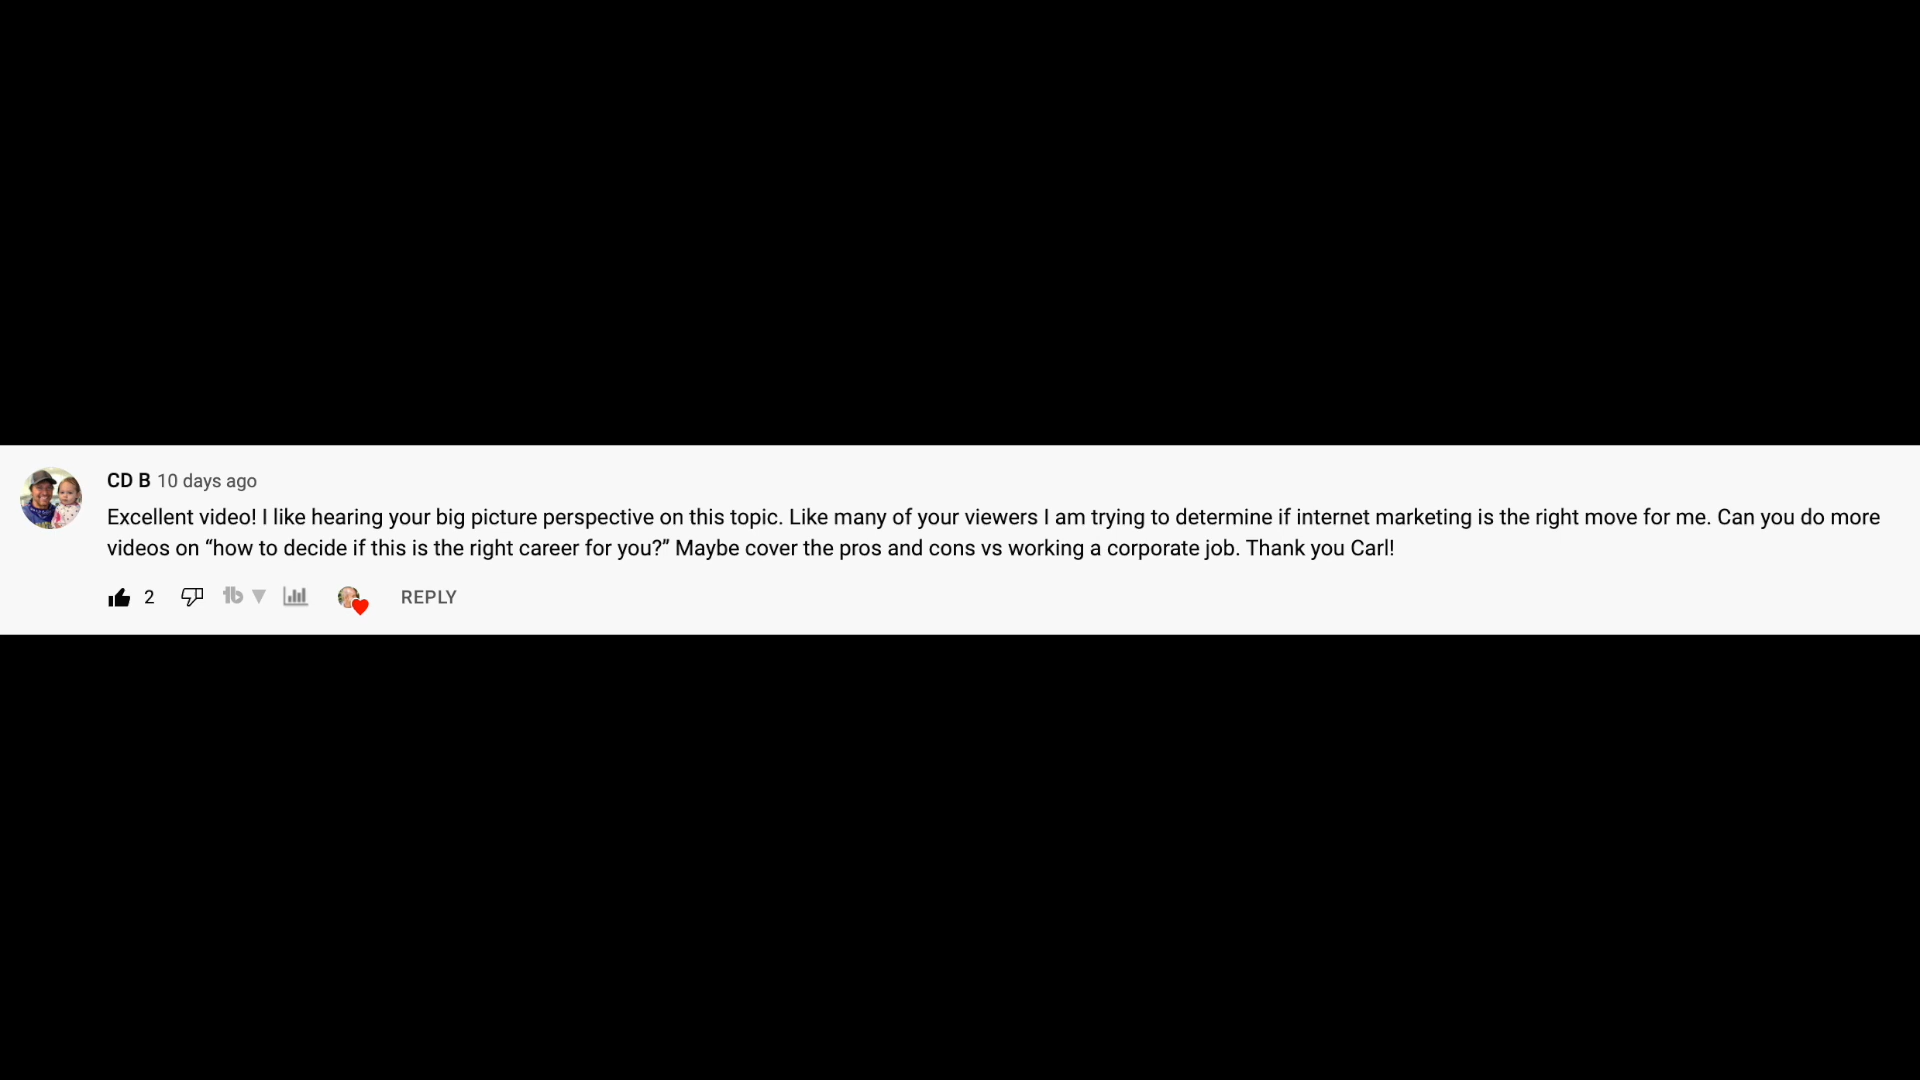 CD B 10 days ago
Excellent video! I like hearing your big picture perspective on this topic. Like many of your viewers I am trying to determine if internet marketing is the right move for me. Can you do more
videos on “how to decide if this is the right career for you?” Maybe cover the pros and cons vs working a corporate job. Thank you Carl!
2 tb REPLY